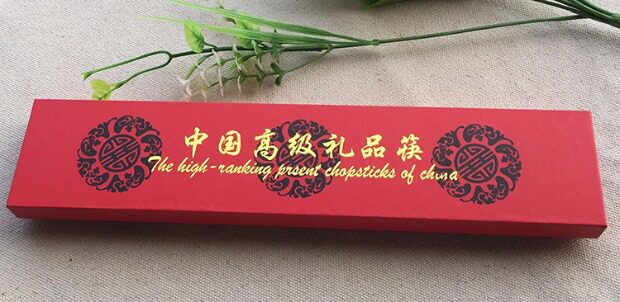 中国高级礼品筷
The high-ranking prsent chopsticks of china